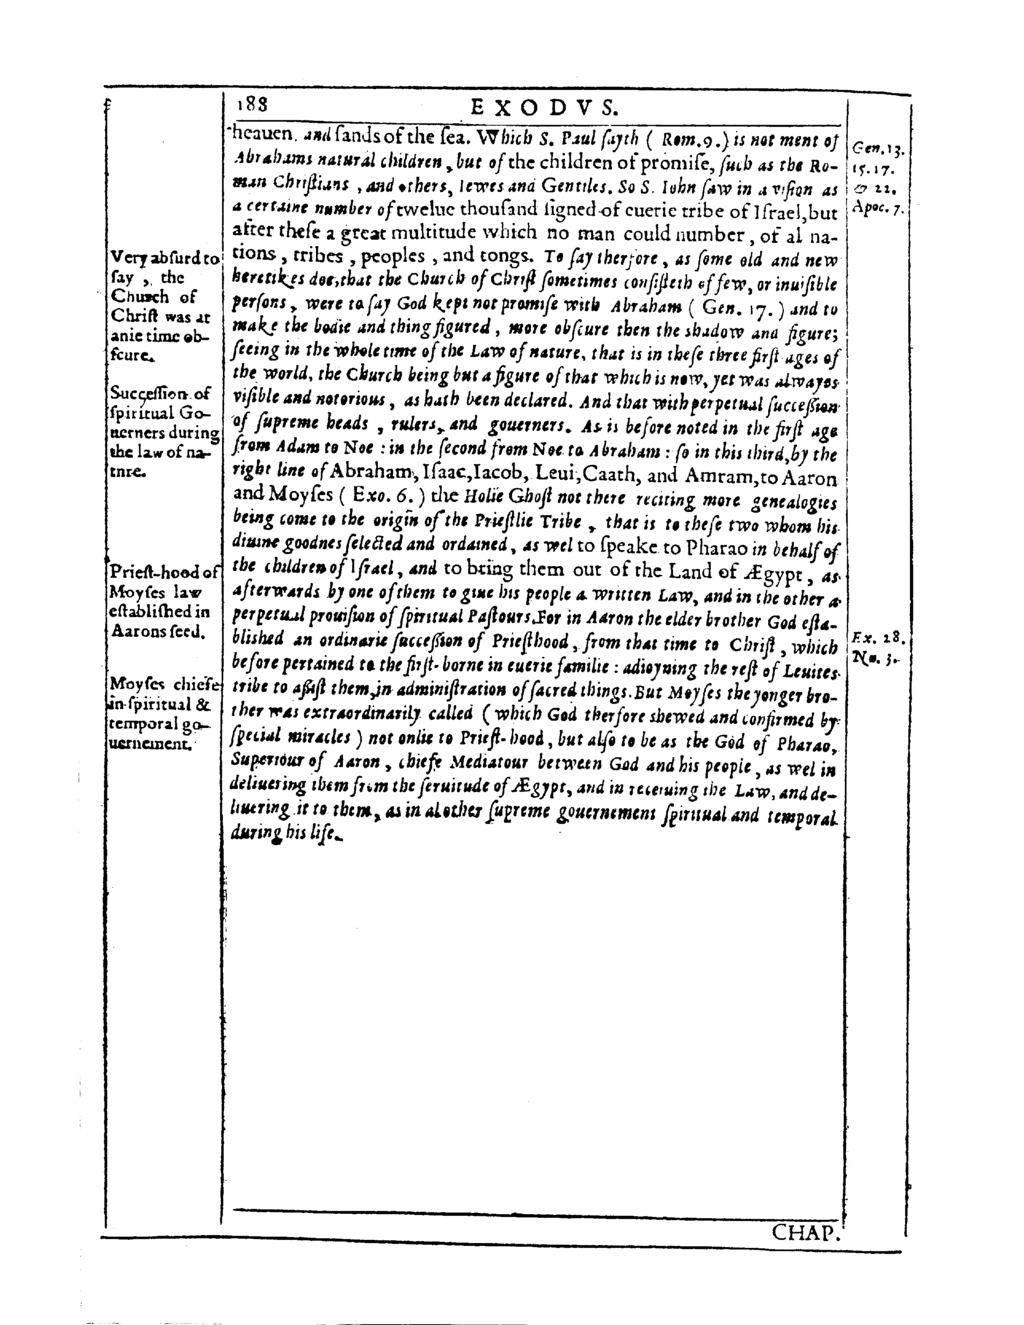 188 EXODVS.
heauen. and ſands of the ſea. Which S. Paul ſayth ( Rom.9.) is not ment of
Abrahams natural children, but of the children of promiſe, ſuch as the Ro-
man Chriſtians, and others, Iewes and Gentiles. So S. Iohn ſaw in a viſion as
a certaine number of twelue thouſand ſigned of euerie tribe of Iſrael, but
after theſe a great multitude which no man could number, of al na-
tions, tribes, peoples, and tongs. To ſay therfore, as ſome old and new
heretikes doe, that the Church of Chriſt ſometimes conſiſteth of few, or inuiſible
perſons, were to ſay God kept not promiſe with Abraham ( Gen. 17. ) and to
make the bodie and thing figured, more obſcure then the shadow and figure;
ſeeing in the whole time of the Law of nature, that is in theſe three firſt ages of
the world, the Church being but a figure of that which is now, yet was alwayes
viſible and notorious, as hath been declared. And that with perpetual ſucceſsion
of ſupreme heads, rulers, and gouerners. As is before noted in the firſt age
from Adam to Noe : in the ſecond from Noe to Abraham : ſo in this third, by the
right line of Abraham, Iſaac, Iacob, Leui, Caath, and Amram, to Aaron
and Moyſes ( Exo. 6. ) the Holie Ghoſt not there reciting more genealogies
being come to the origin of the Prieſtlie Tribe, that is to theſe two whom his
diuine goodnes ſelected and ordained, as wel to ſpeake to Pharao in behalf of
the children of Iſrael, and to bring them out of the Land of Ægypt, as
afterwards by one of them to giue his people a written Law, and in the other a
perpetual prouiſion of ſpiritual Paſtours. For in Aaron the elder brother God eſta-
blished an ordinarie ſucceſsion of Prieſthood, from that time to Chriſt, which
before pertained to the firſt-borne in euerie familie : adioyning the reſt of Leuites
tribe to aſsiſt them, in adminiſtration of ſacred things. But Moyſes the yonger bro-
ther was extraordinarily called ( which God therfore shewed and confirmed by
ſpecial miracles ) not onlie to Prieſt-hood, but alſo to be as the God of Pharao,
Superiour of Aaron, chiefe Mediatour between God and his people, as wel in
deliuering them from the ſeruitude of Ægypt, and in receiuing the Law, and de-
liuering it to them, as in al other ſupreme gouernement ſpiritual and temporal
during his life.
Very abſurd to
ſay, the
Church of
Chriſt was at
anie time ob-
ſcure.
Succeſſion of
ſpiritual Go-
uerners during
the law of na-
ture.
Prieſt-hood of
Moyſes law
eſtabliſhed in
Aarons ſeed.
Moyſes chiefe
in ſpiritual &
temporal go-
uernement.
Gen. 13.
15. 17.
& 22.
Apoc. 7.
Ex. 28.
Nu. 3.
CHAP.